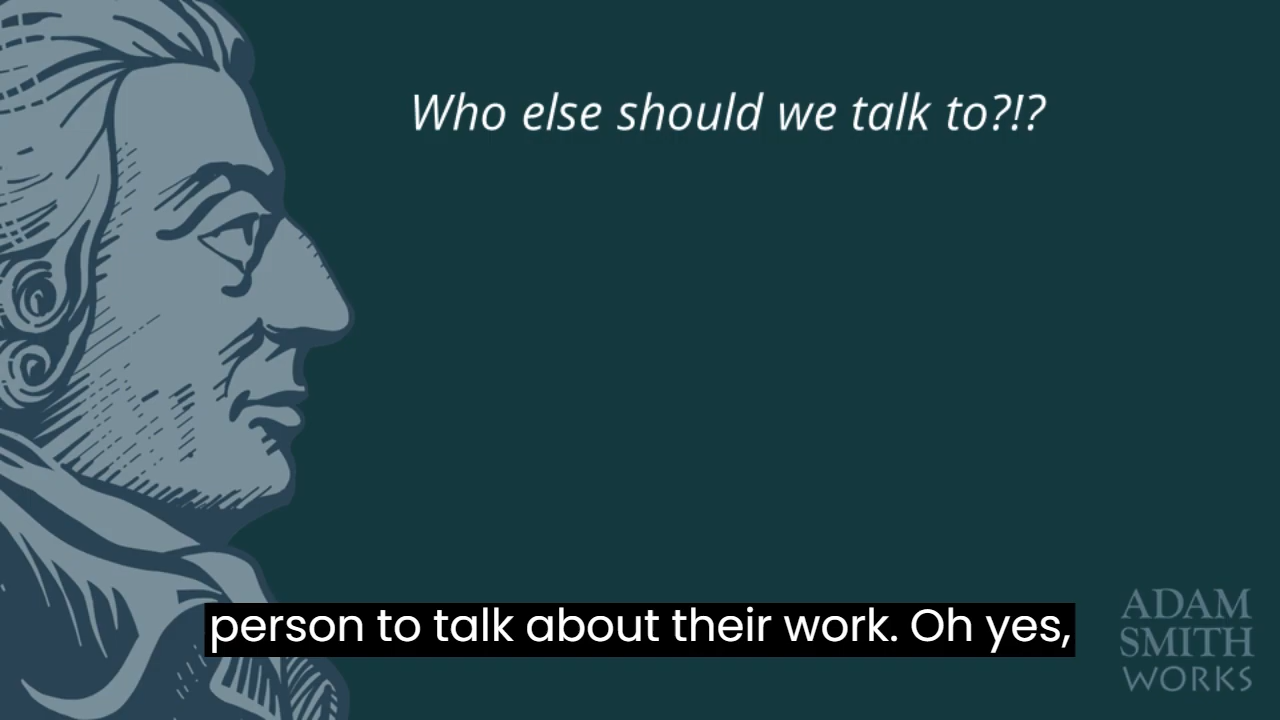 Who else should we talk to?!?
person to talk about their work. Oh yes,
ADAM
SMITH
WORKS